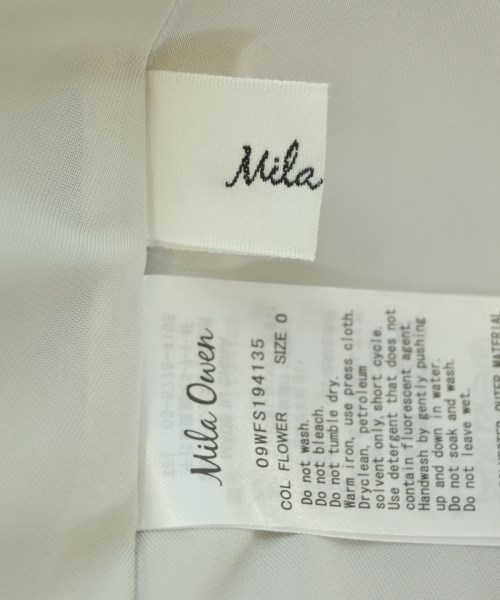 Mila
Mila Owen
09WFS194135
COL FLOWER SIZE 0
Do not wash.
Do not bleach.
Do not tumble dry.
Warm iron, use press cloth.
Dryclean, petroleum
solvent only, short cycle.
Use detergent that does not
contain fluorescent agent.
Handwash by gently pushing
up and down in water.
Do not soak and wash.
Do not leave wet.
OUTER MATERIAL